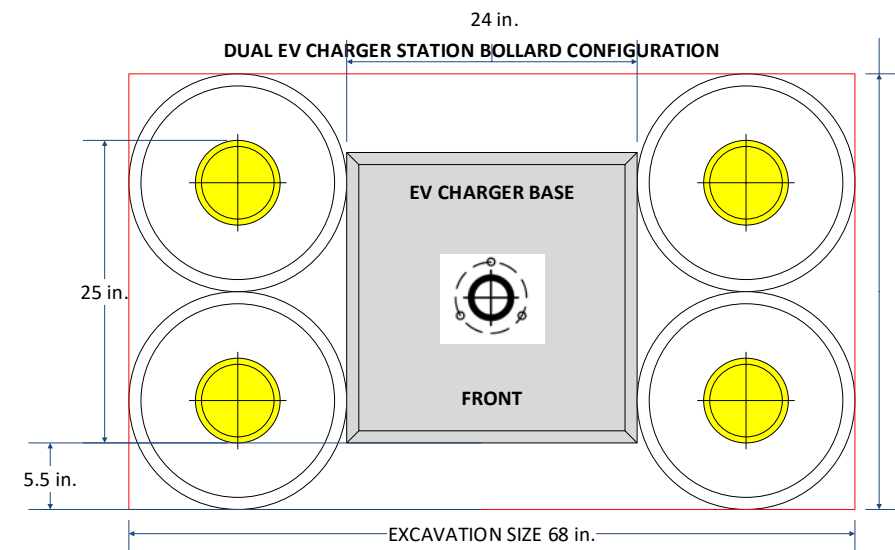 24 in.
DUAL EV CHARGER STATION BOLLARD CONFIGURATION
EV CHARGER BASE
25 in.
FRONT
5.5 in.
EXCAVATION SIZE 68 in.